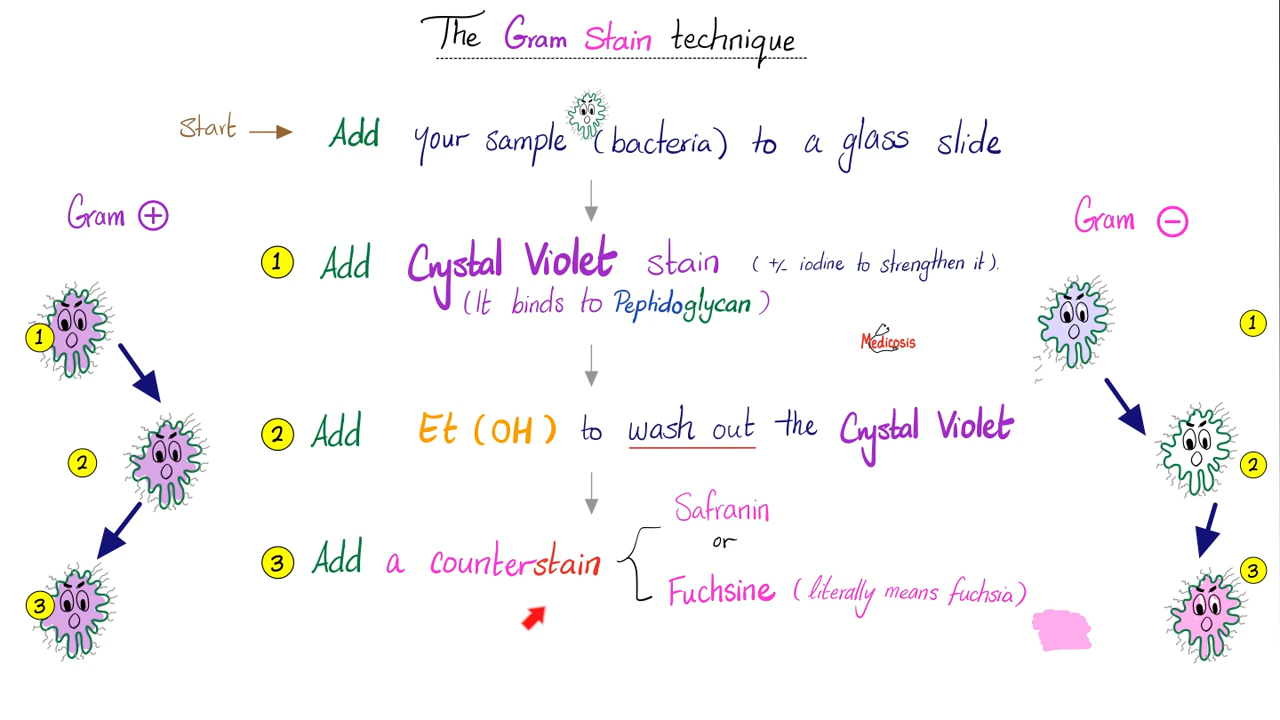 The Gram Stain technique
Start → Add your sample (bacteria) to a glass slide
Gram +
Gram −
1 Add Crystal Violet stain (+/- iodine to strengthen it).
(It binds to Pephidoglycan)
1
1
Medicosis
2 Add Et(OH) to wash out the Crystal Violet
2
2
Safranin
or
3 Add a counterstain
Fuchsine (literally means fuchsia)
3
3